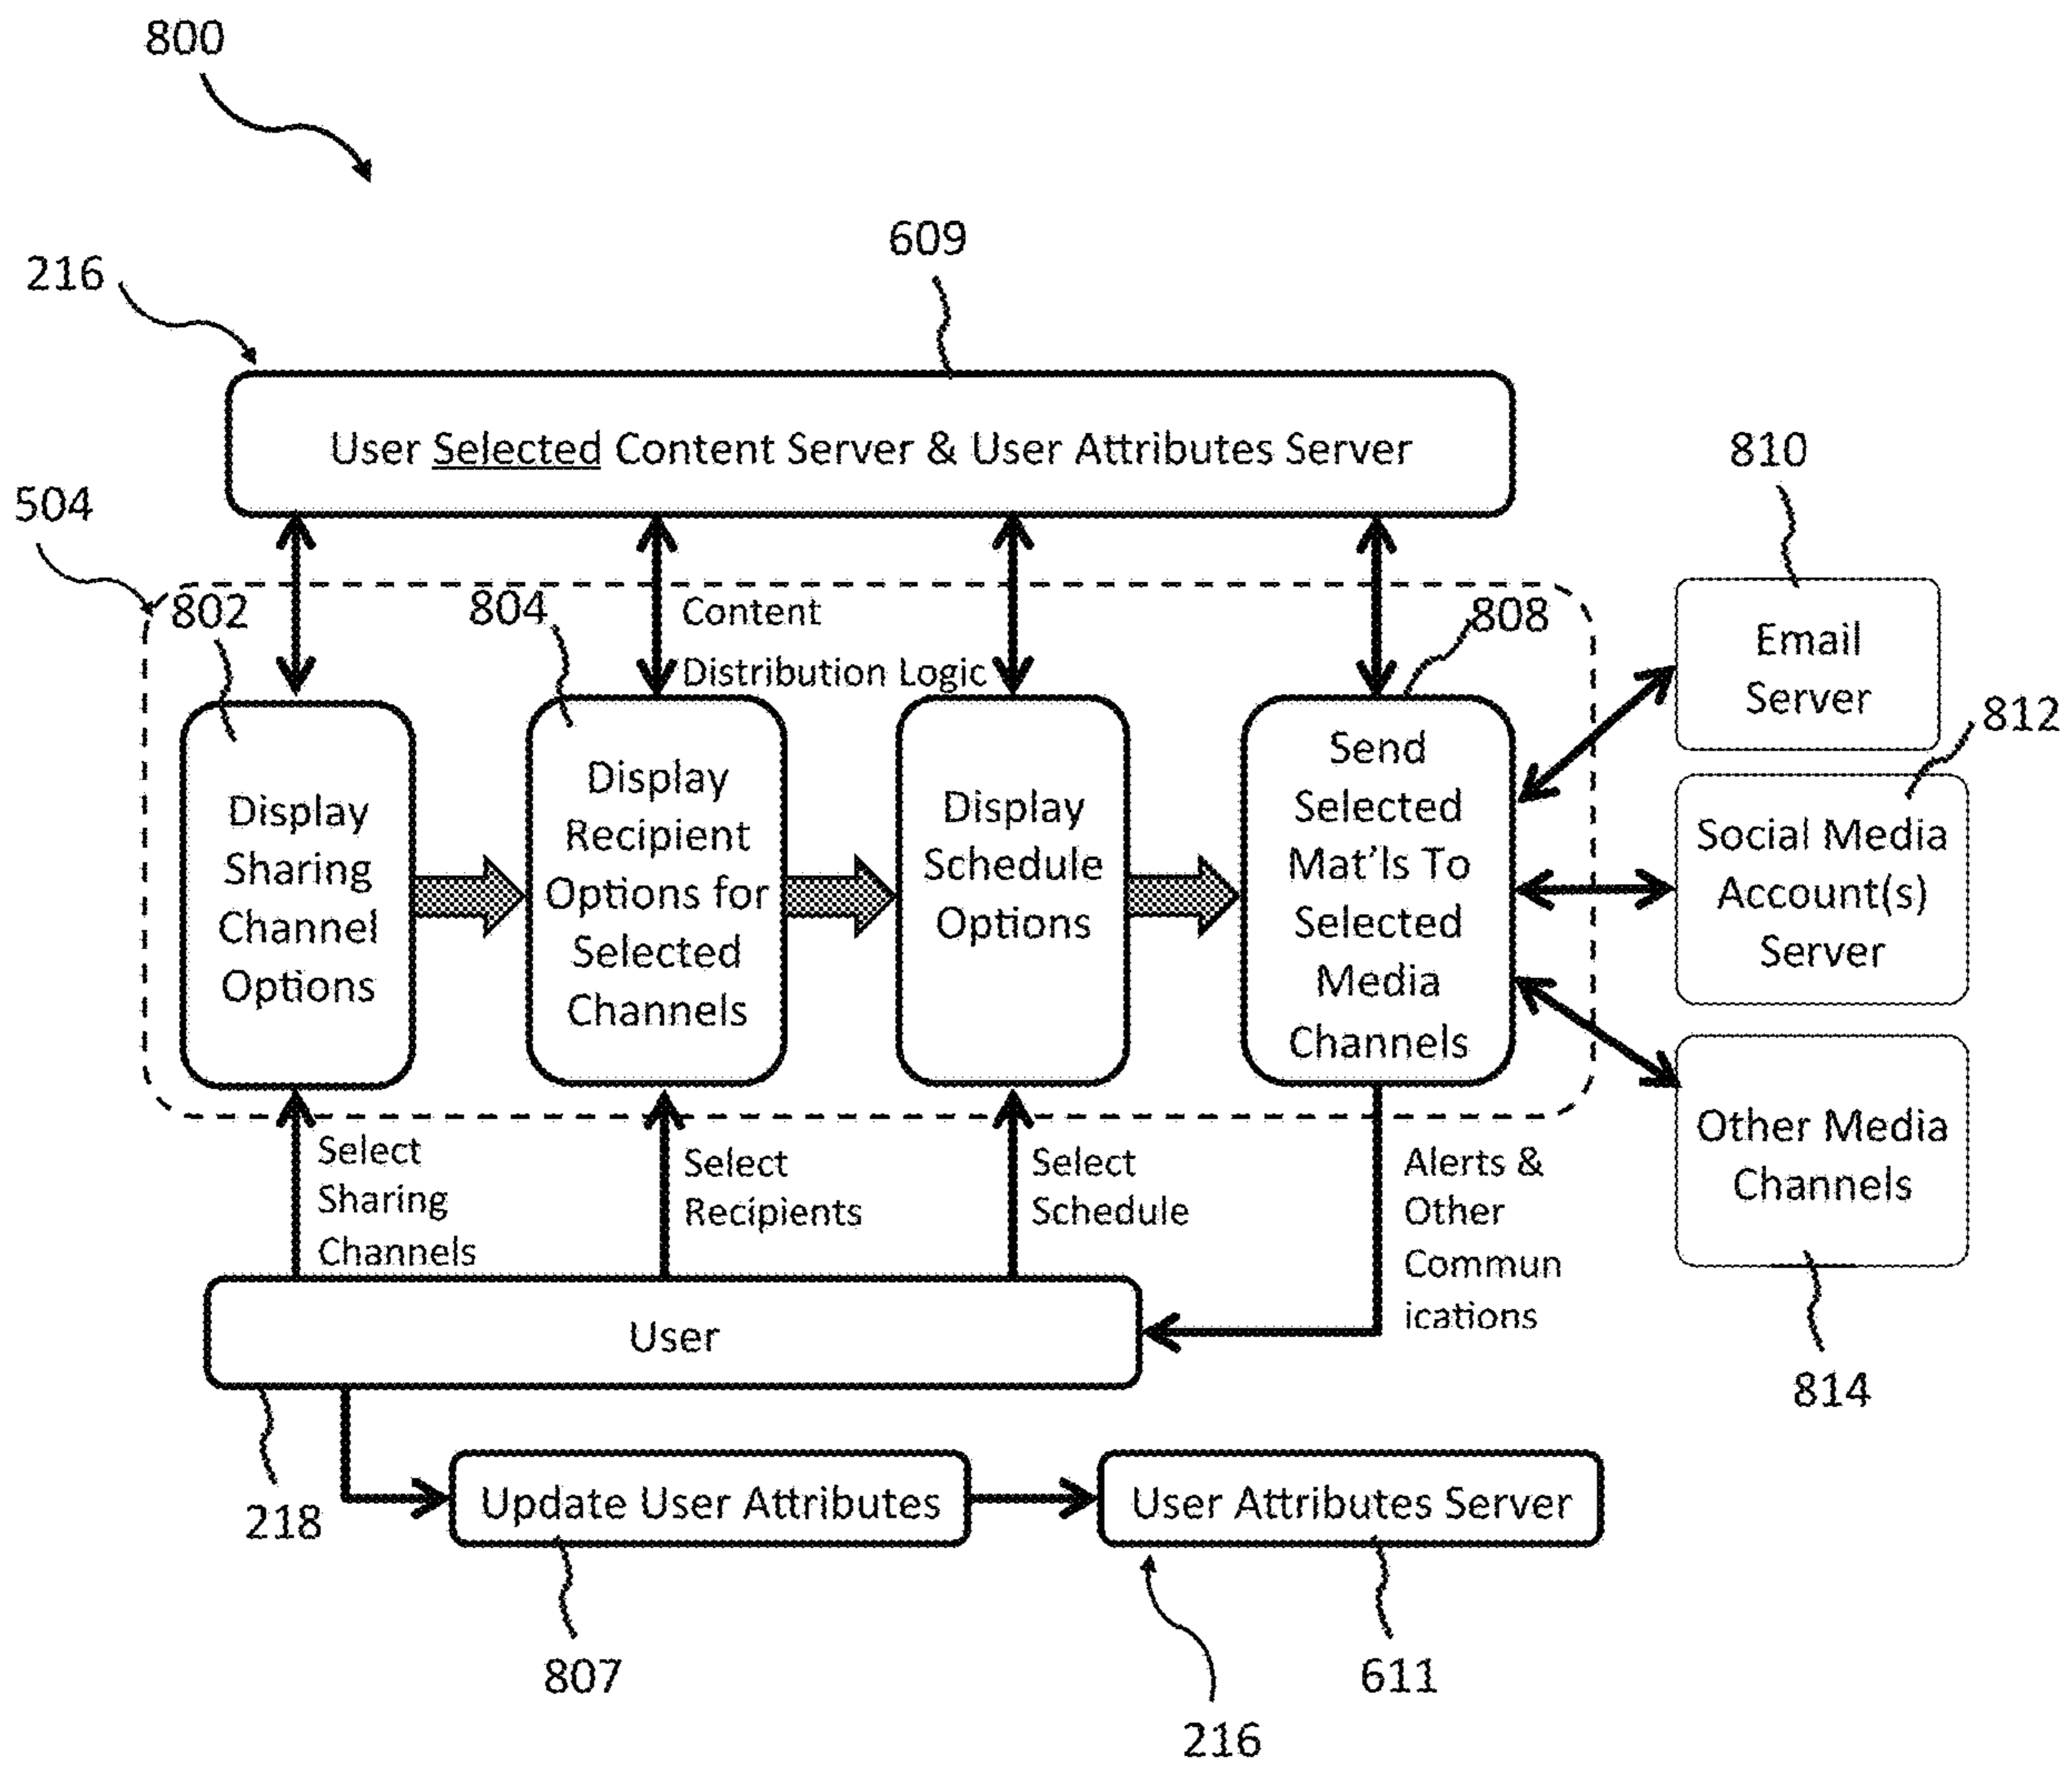 800
609
216
User Selected Content Server & User Attributes Server
810
504
802
804
Content
Distribution Logic
808
Email
Server
812
Display
Sharing
Channel
Options
Display
Recipient
Options for
Selected
Channels
Display
Schedule
Options
Send
Selected
Mat'ls To
Selected
Media
Channels
Social Media
Account(s)
Server
Other Media
Channels
814
Select
Sharing
Channels
Select
Recipients
Select
Schedule
Alerts &
Other
Commun
ications
User
218
Update User Attributes
User Attributes Server
807
611
216